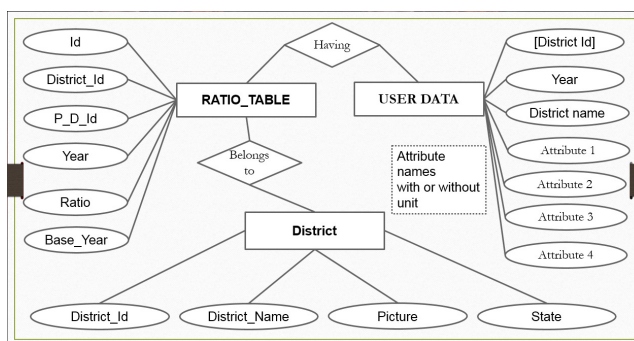 Id
Having
[District Id]
District_Id
Year
RATIO_TABLE
USER DATA
P_D_Id
District name
Year
Belongs
to
Attribute
names
with or without
unit
Attribute 1
Attribute 2
Ratio
Attribute 3
Base_Year
District
Attribute 4
District_Id
District_Name
Picture
State